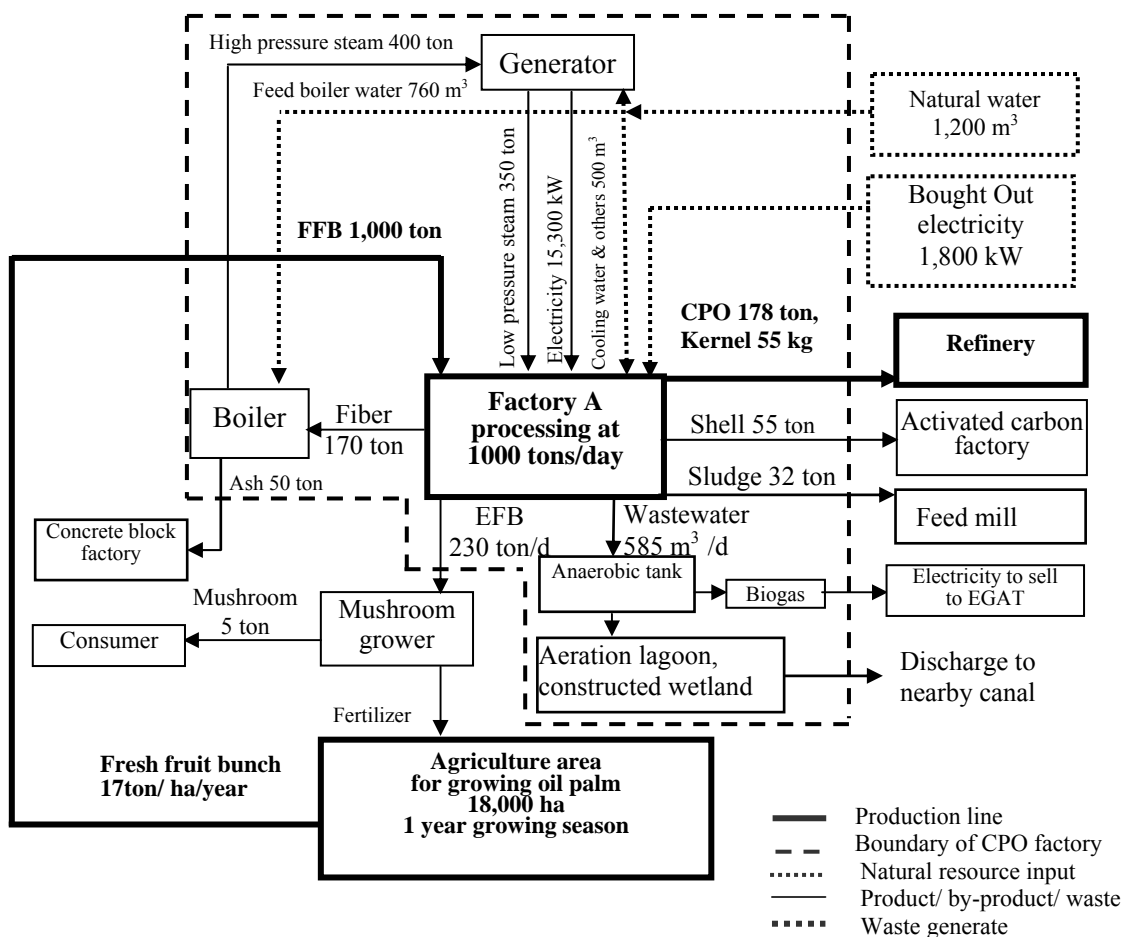 High pressure steam 400 ton
Generator
Feed boiler water 760 m³
Natural water
1,200 m³
Low pressure steam 350 ton
Electricity 15,300 kW
Cooling water & others 500 m³
Bought Out
electricity
1,800 kW
FFB 1,000 ton
CPO 178 ton,
Kernel 55 kg
Refinery
Boiler
Fiber
170 ton
Factory A
processing at
1000 tons/day
Shell 55 ton
Activated carbon
factory
Sludge 32 ton
Feed mill
Ash 50 ton
Concrete block
factory
EFB
230 ton/d
Wastewater
585 m³ /d
Anaerobic tank
Biogas
Electricity to sell
to EGAT
Mushroom
5 ton
Consumer
Mushroom
grower
Aeration lagoon,
constructed wetland
Discharge to
nearby canal
Fertilizer
Fresh fruit bunch
17ton/ ha/year
Agriculture area
for growing oil palm
18,000 ha
1 year growing season
Production line
Boundary of CPO factory
Natural resource input
Product/ by-product/ waste
Waste generate